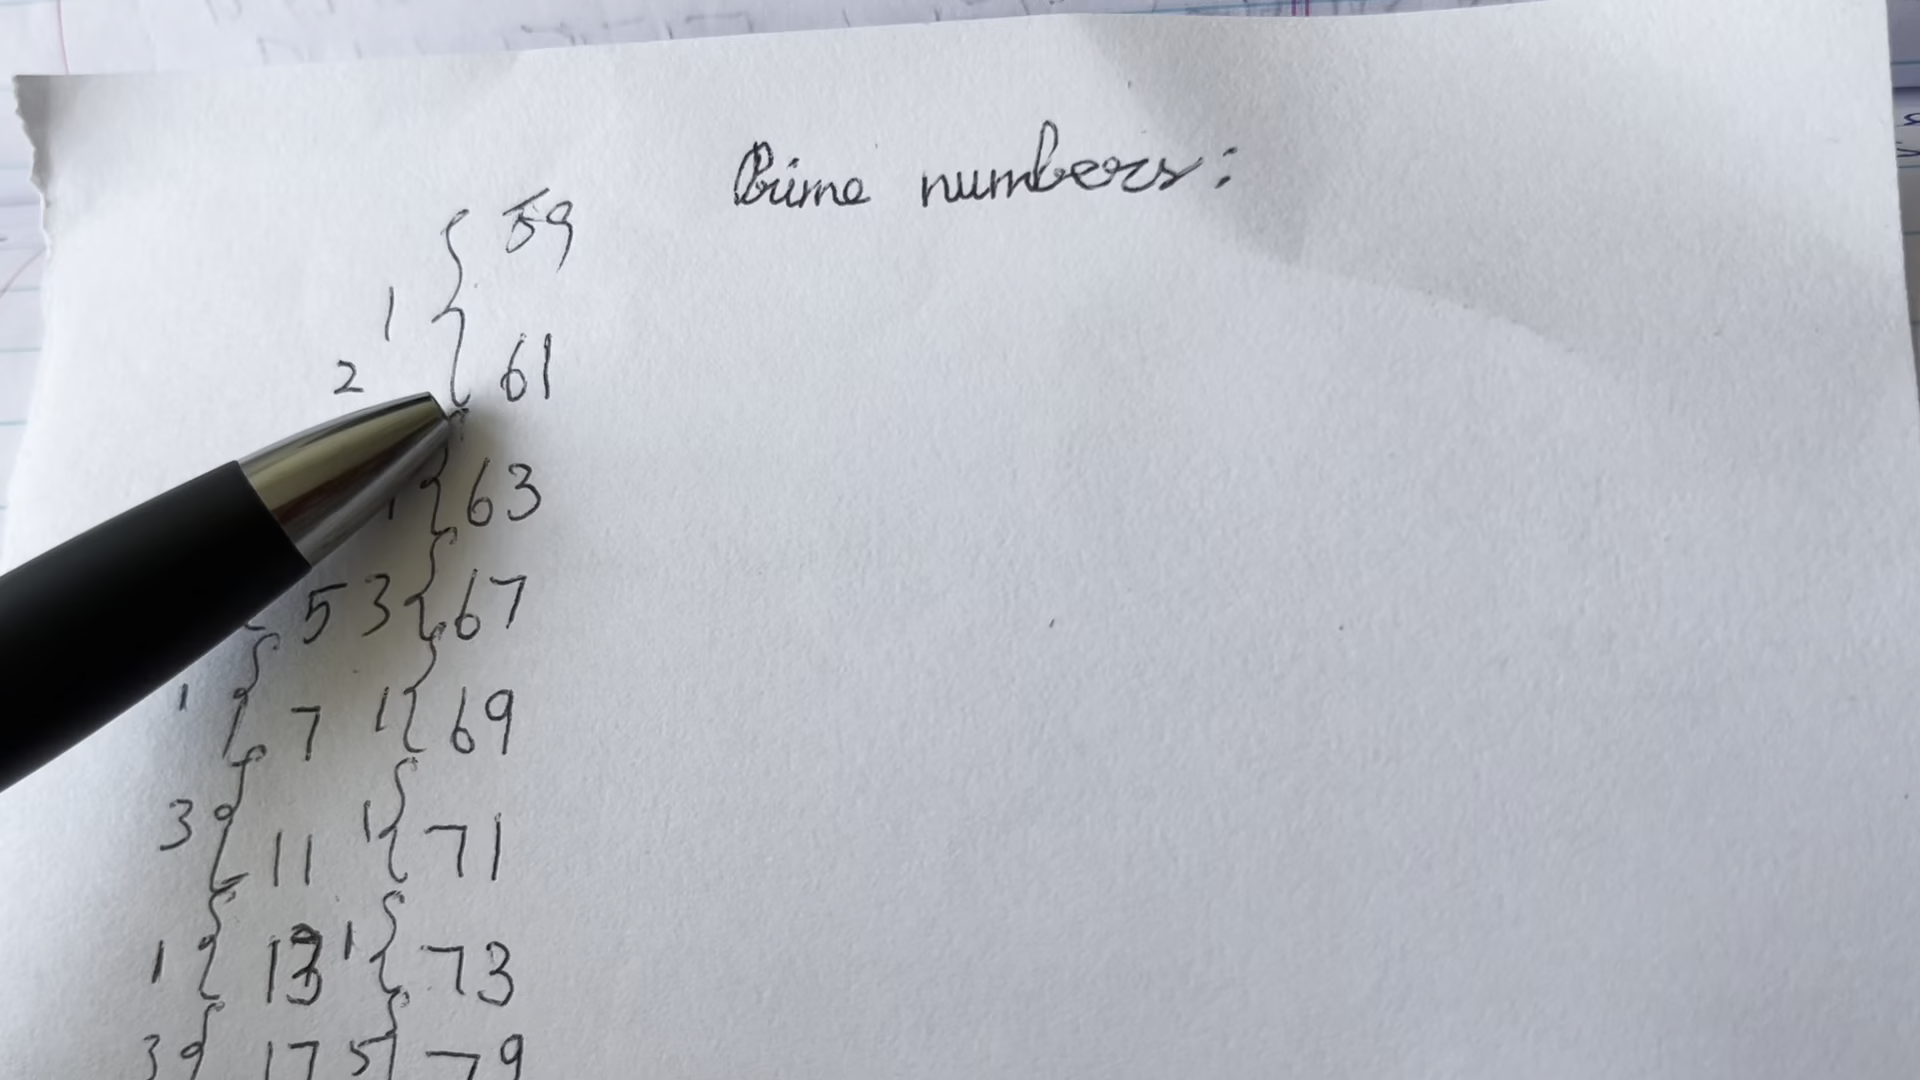 Prime numbers:
59
1
61
2
1 63
5 3 67
1 7 1 69
3 11 1 71
1 13 1 73
3 17 5 79